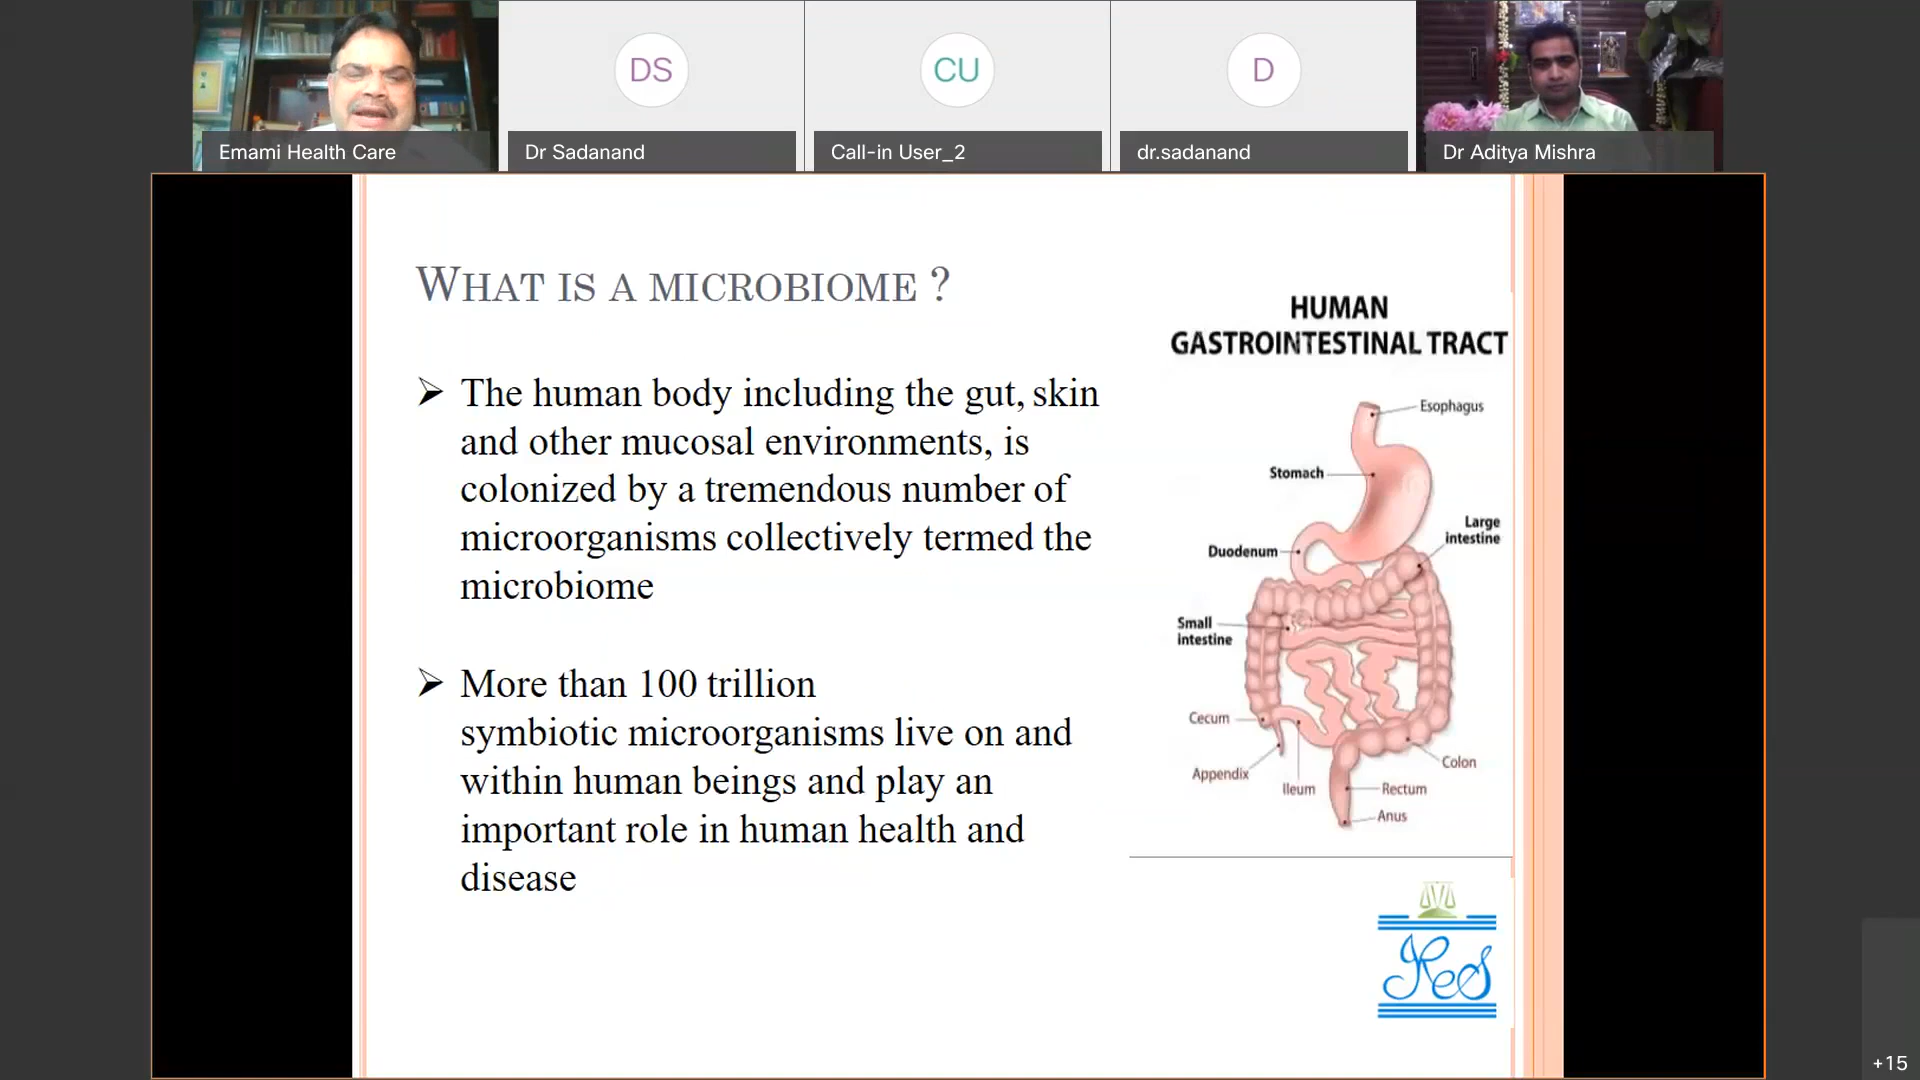 DS
CU
D
Emami Health Care
Dr Sadanand
Call-in User_2
dr.sadanand
Dr Aditya Mishra
WHAT IS A MICROBIOME ?
➢ The human body including the gut, skin
and other mucosal environments, is
colonized by a tremendous number of
microorganisms collectively termed the
microbiome
➢ More than 100 trillion
symbiotic microorganisms live on and
within human beings and play an
important role in human health and
disease
HUMAN
GASTROINTESTINAL TRACT
Esophagus
Stomach
Large
intestine
Duodenum
Small
intestine
Cecum
Colon
Appendix
Ileum
Rectum
Anus
+15